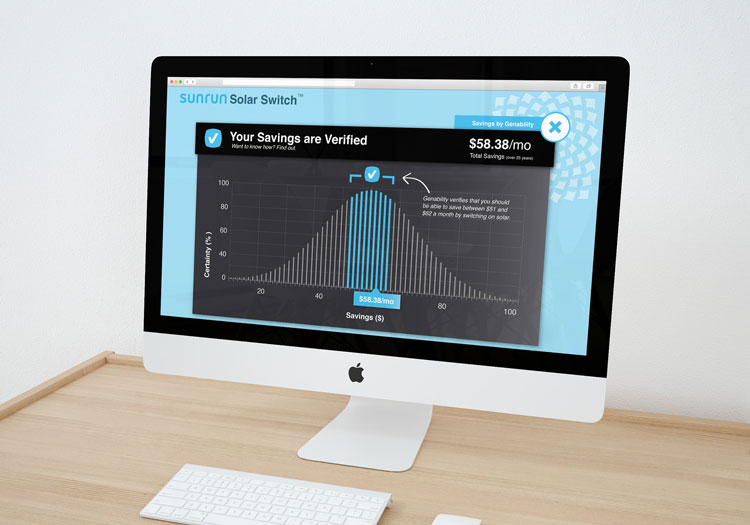 sunrun Solar Switch™
Savings by Genability
Your Savings are Verified
Want to know how? Find out.
$58.38/mo
Total Savings (over 20 years)
Genability verifies that you should
be able to save between $51 and
$62 a month by switching on solar.
Certainty (%)
100
80
60
40
0
20
40
$58.38/mo
80
100
Savings ($)